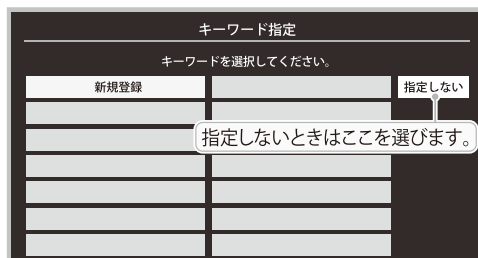 キーワード指定
キーワードを選択してください。
新規登録
指定しない
指定しないときはここを選びます。